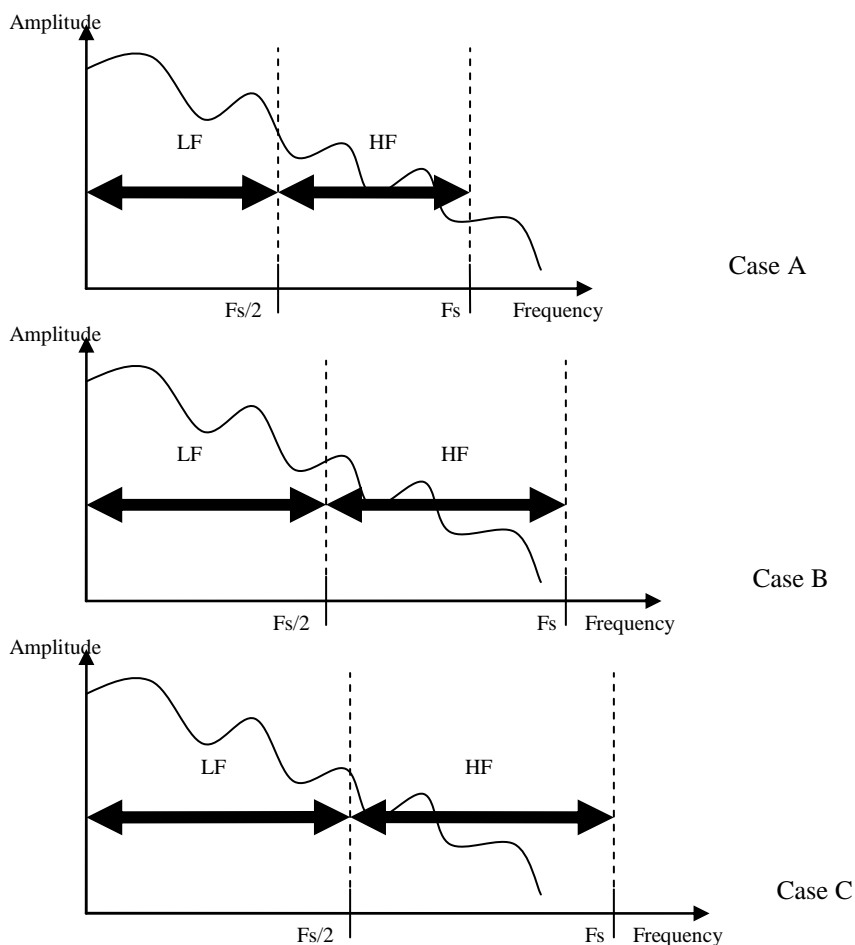 Amplitude
LF
HF
Case A
Fs/2
Fs
Frequency
Amplitude
LF
HF
Case B
Fs/2
Fs
Frequency
Amplitude
LF
HF
Case C
Fs/2
Fs
Frequency